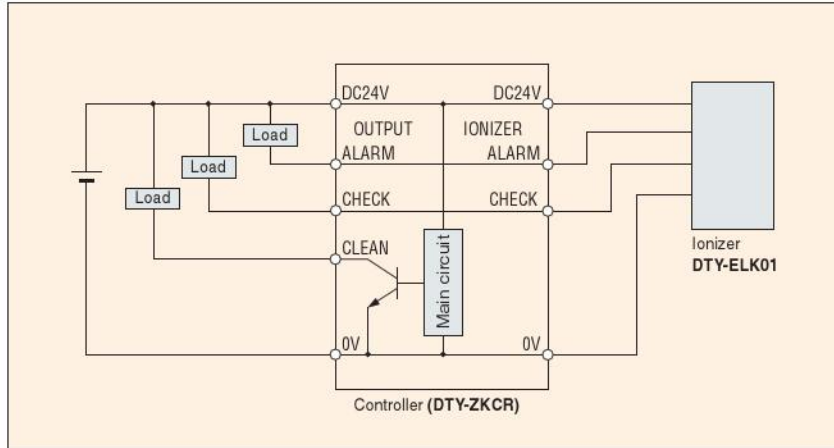 DC24V DC24V
Load OUTPUT IONIZER
ALARM ALARM
Load
Load CHECK CHECK
CLEAN
Main circuit
Ionizer
DTY-ELK01
0V 0V
Controller (DTY-ZKCR)